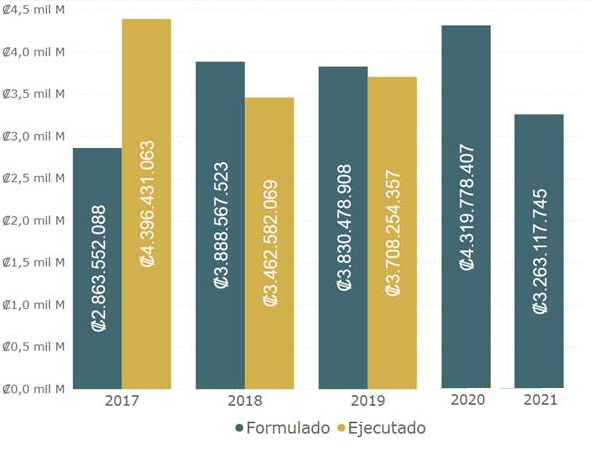 ₡4,5 mil M
₡4,0 mil M
₡3,5 mil M
₡3,0 mil M
₡2,5 mil M
₡2,0 mil M
₡1,5 mil M
₡1,0 mil M
₡0,5 mil M
₡0,0 mil M
₡2.863.552.088
₡4.396.431.063
₡3.888.567.523
₡3.462.582.069
₡3.830.478.908
₡3.708.254.357
₡4.319.778.407
₡3.263.117.745
2017
2018
2019
2020
2021
Formulado
Ejecutado